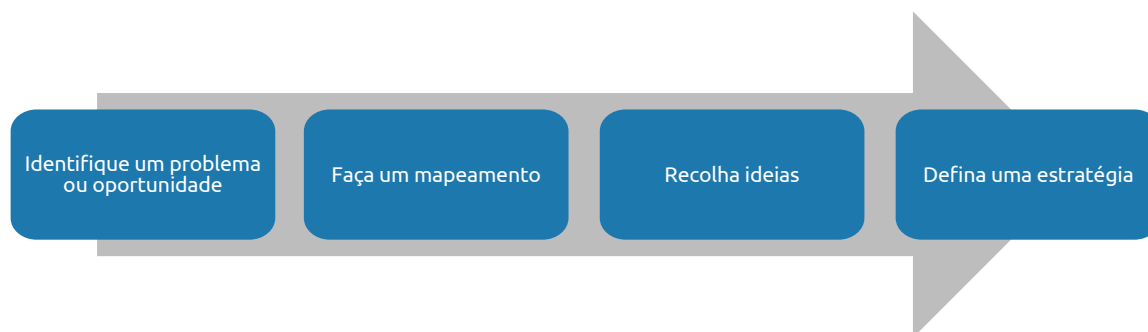 Identifique um problema
ou oportunidade
Faça um mapeamento
Recolha ideias
Defina uma estratégia